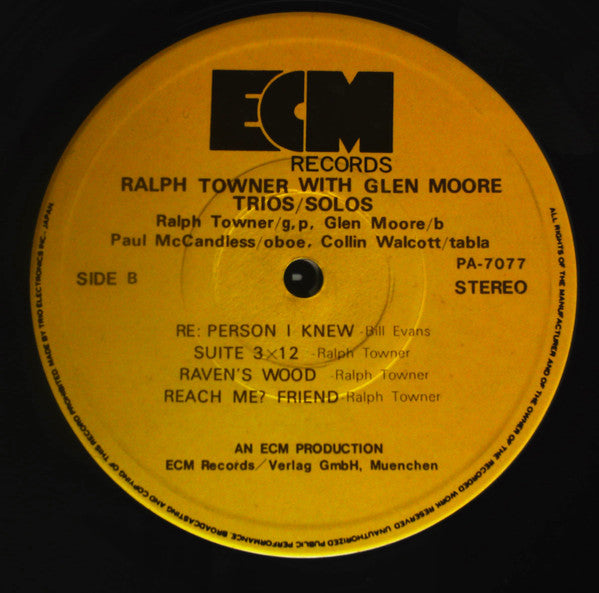 ECM
RECORDS
RALPH TOWNER WITH GLEN MOORE
TRIOS/SOLOS
Ralph Towner/g,p, Glen Moore/b
Paul McCandless/oboe, Collin Walcott/tabla
SIDE B
PA-7077
STEREO
RE: PERSON I KNEW -Bill Evans
SUITE 3×12 -Ralph Towner
RAVEN'S WOOD -Ralph Towner
REACH ME? FRIEND-Ralph Towner
AN ECM PRODUCTION
ECM Records/Verlag GmbH, Muenchen
ALL RIGHTS OF THE MANUFACTURER AND OF THE OWNER OF THE RECORDED WORK RESERVED UNAUTHORIZED PUBLIC PERFORMANCE BROADCASTING AND COPYING OF THIS RECORD PROHIBITED MADE BY TRIO ELECTRONICS INC. JAPAN